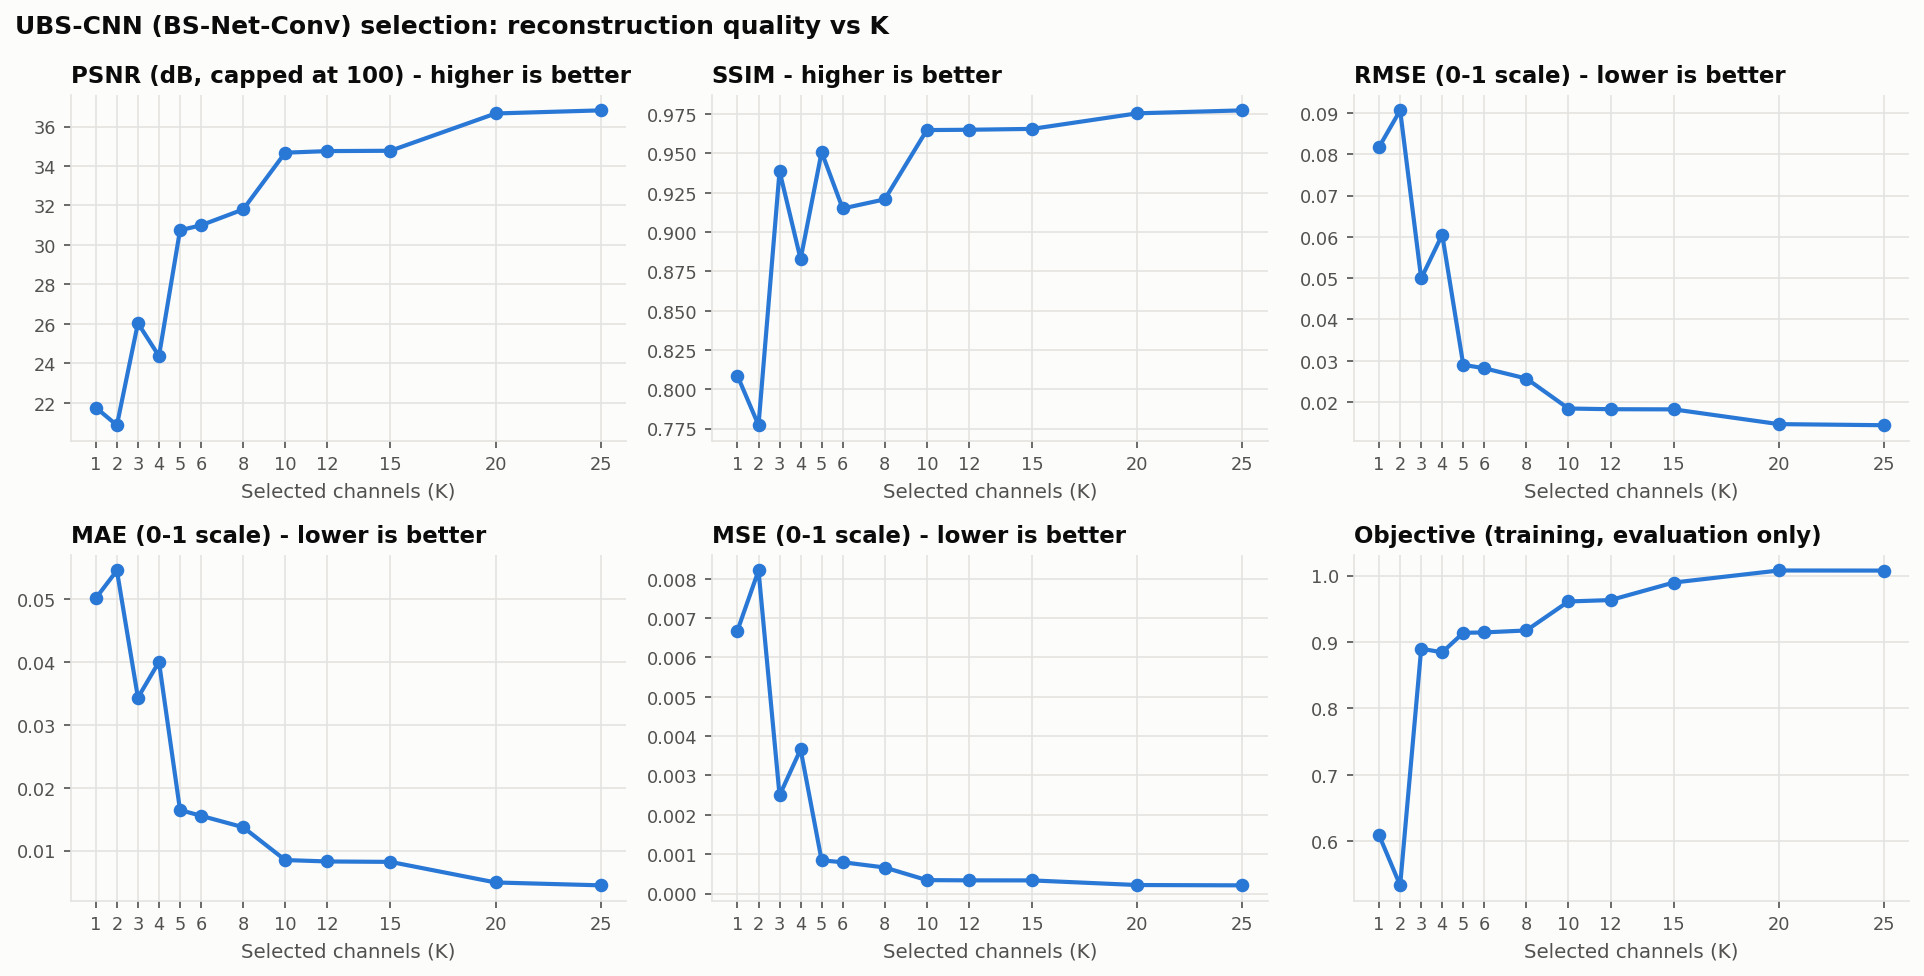 UBS-CNN (BS-Net-Conv) selection: reconstruction quality vs K
PSNR (dB, capped at 100) - higher is better
36
34
32
30
28
26
24
22
1 2 3 4 5 6 8 10 12 15 20 25
Selected channels (K)
SSIM - higher is better
0.975
0.950
0.925
0.900
0.875
0.850
0.825
0.800
0.775
1 2 3 4 5 6 8 10 12 15 20 25
Selected channels (K)
RMSE (0-1 scale) - lower is better
0.09
0.08
0.07
0.06
0.05
0.04
0.03
0.02
1 2 3 4 5 6 8 10 12 15 20 25
Selected channels (K)
MAE (0-1 scale) - lower is better
0.05
0.04
0.03
0.02
0.01
1 2 3 4 5 6 8 10 12 15 20 25
Selected channels (K)
MSE (0-1 scale) - lower is better
0.008
0.007
0.006
0.005
0.004
0.003
0.002
0.001
0.000
1 2 3 4 5 6 8 10 12 15 20 25
Selected channels (K)
Objective (training, evaluation only)
1.0
0.9
0.8
0.7
0.6
1 2 3 4 5 6 8 10 12 15 20 25
Selected channels (K)